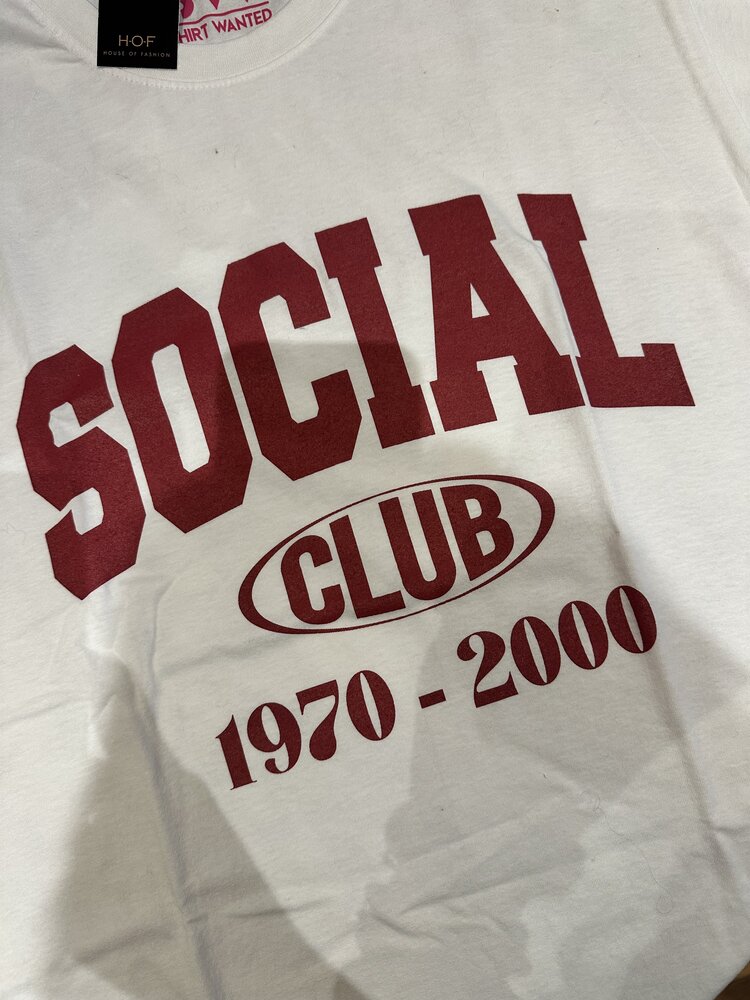 H·O·F
HOUSE OF FASHION
HIRT WANTED
SOCIAL
CLUB
1970 - 2000